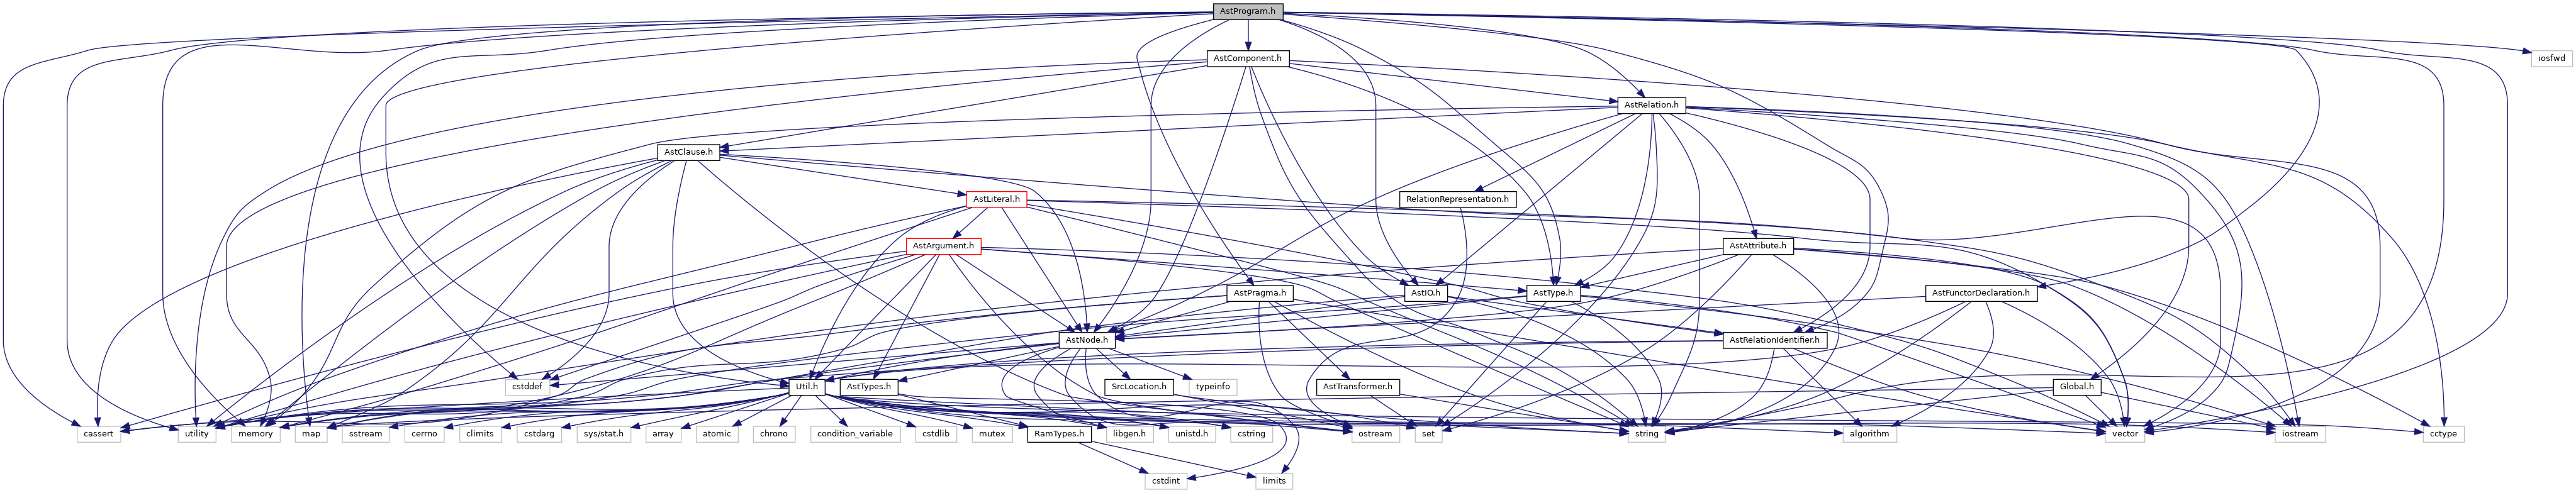 AstProgram.h
AstComponent.h
iosfwd
AstRelation.h
AstClause.h
AstLiteral.h
RelationRepresentation.h
AstArgument.h
AstAttribute.h
AstPragma.h
AstIO.h
AstType.h
AstFunctorDeclaration.h
AstNode.h
AstRelationIdentifier.h
cstddef
Util.h
AstTypes.h
SrcLocation.h
typeinfo
AstTransformer.h
Global.h
cassert
utility
memory
map
sstream
cerrno
climits
cstdarg
sys/stat.h
array
atomic
chrono
condition_variable
cstdlib
mutex
RamTypes.h
libgen.h
unistd.h
cstring
ostream
set
string
algorithm
vector
iostream
cctype
cstdint
limits